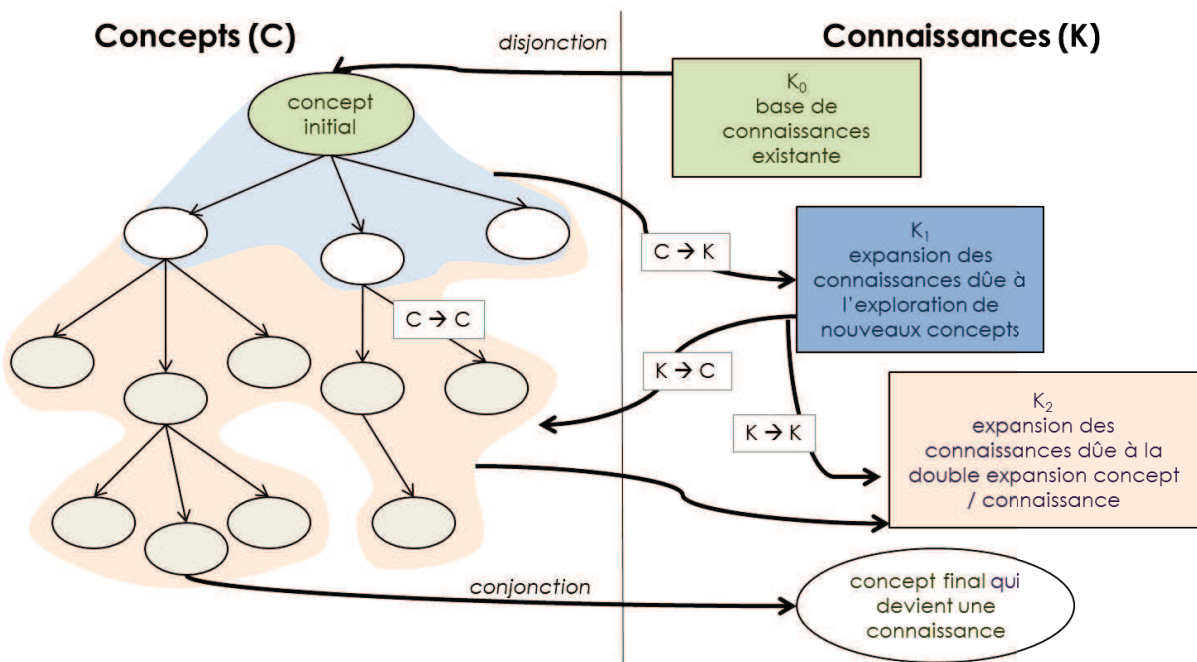 Concepts (C)
disjonction
Connaissances (K)
concept
initial
K₀
base de
connaissances
existante
C → K
K₁
expansion des
connaissances dûe à
l'exploration de
nouveaux concepts
C → C
K → C
K → K
K₂
expansion des
connaissances dûe à la
double expansion concept
/ connaissance
conjonction
concept final qui
devient une
connaissance